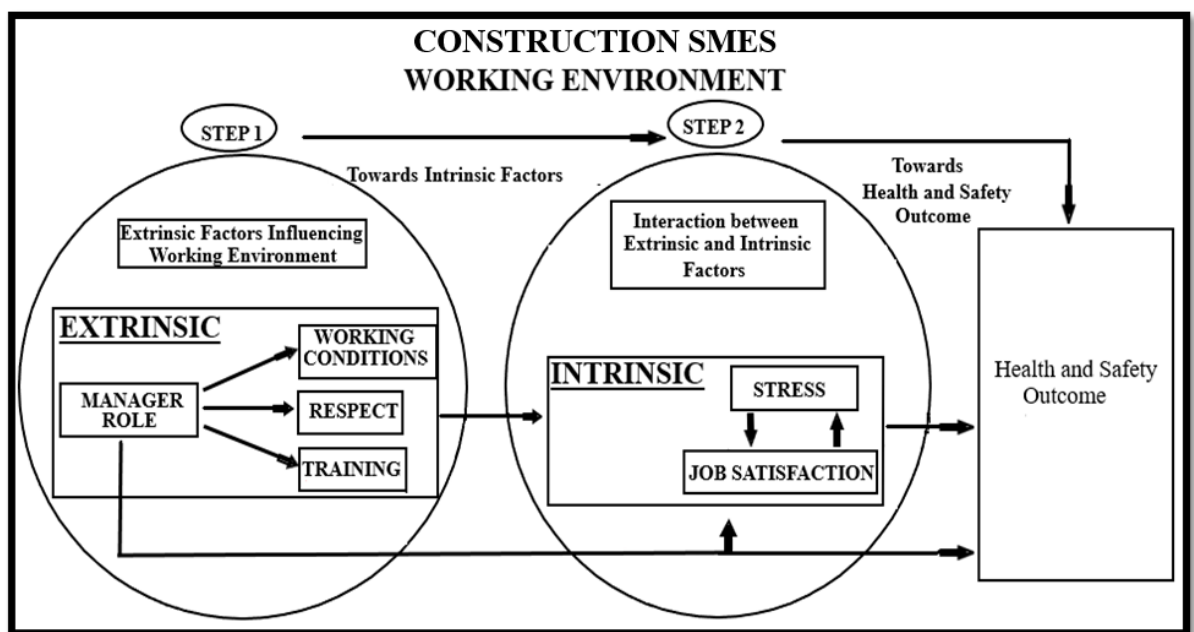 CONSTRUCTION SMES
WORKING ENVIRONMENT
STEP 1
STEP 2
Towards Intrinsic Factors
Towards
Health and Safety
Outcome
Extrinsic Factors Influencing
Working Environment
Interaction between
Extrinsic and Intrinsic
Factors
EXTRINSIC
WORKING
CONDITIONS
MANAGER
ROLE
RESPECT
TRAINING
INTRINSIC
STRESS
JOB SATISFACTION
Health and Safety
Outcome